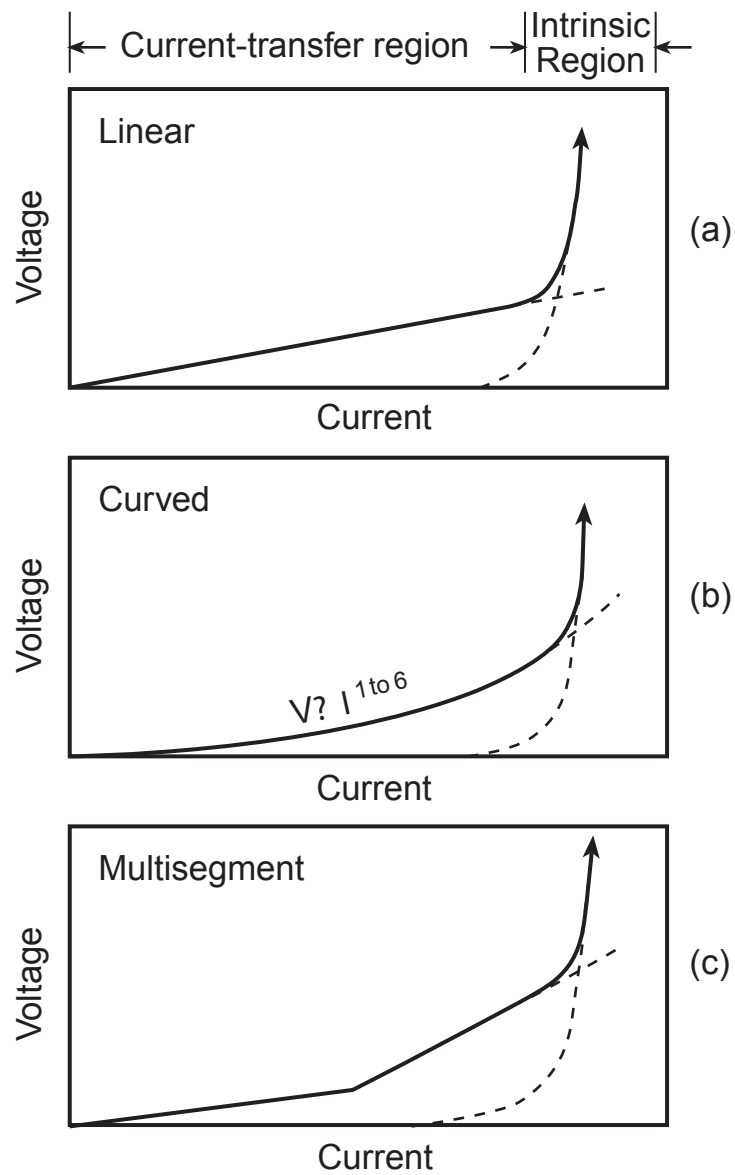 Current-transfer region
Intrinsic
Region
Linear
Voltage
(a)
Current
Curved
Voltage
V? I 1 to 6
(b)
Current
Multisegment
Voltage
(c)
Current